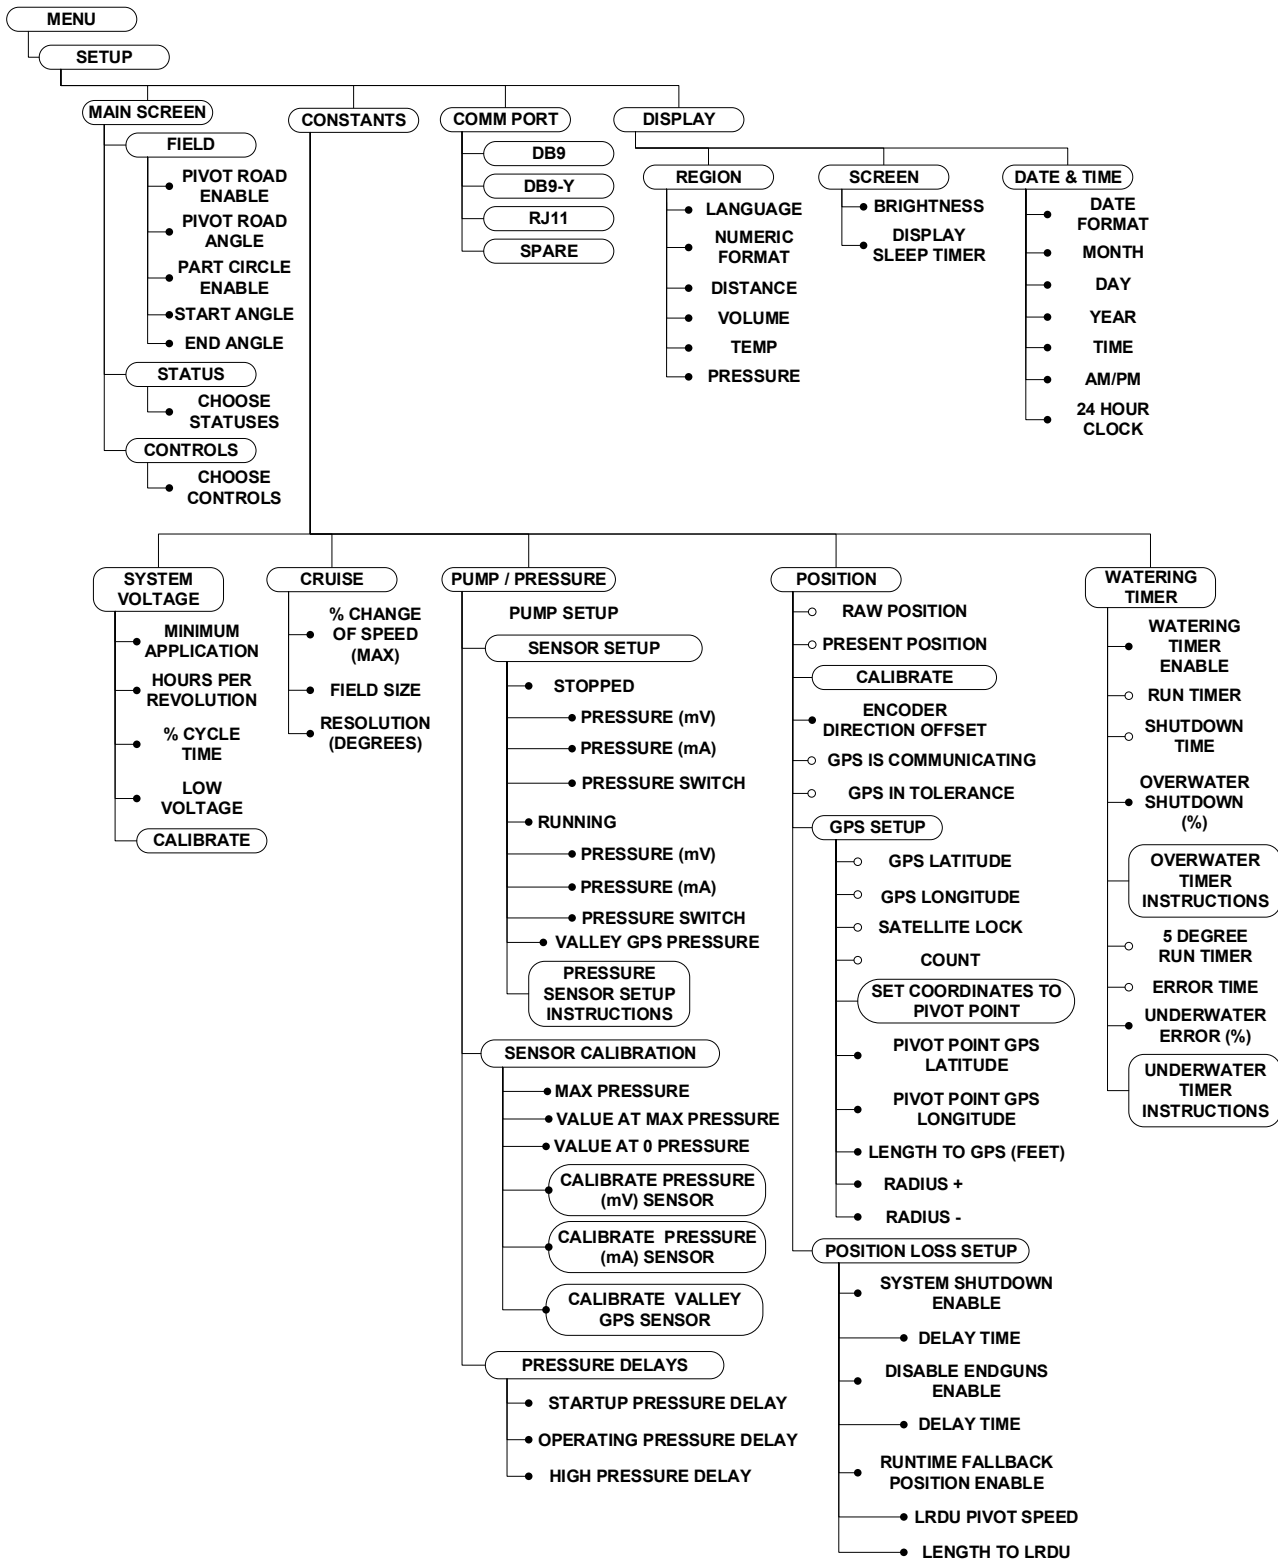 MENU
SETUP
MAIN SCREEN
FIELD
PIVOT ROAD
ENABLE
PIVOT ROAD
ANGLE
PART CIRCLE
ENABLE
START ANGLE
END ANGLE
STATUS
CHOOSE
STATUSES
CONTROLS
CHOOSE
CONTROLS
CONSTANTS
COMM PORT
DB9
DB9-Y
RJ11
SPARE
DISPLAY
REGION
LANGUAGE
NUMERIC
FORMAT
DISTANCE
VOLUME
TEMP
PRESSURE
SCREEN
BRIGHTNESS
DISPLAY
SLEEP TIMER
DATE & TIME
DATE
FORMAT
MONTH
DAY
YEAR
TIME
AM/PM
24 HOUR
CLOCK
SYSTEM
VOLTAGE
MINIMUM
APPLICATION
HOURS PER
REVOLUTION
% CYCLE
TIME
LOW
VOLTAGE
CALIBRATE
CRUISE
% CHANGE
OF SPEED
(MAX)
FIELD SIZE
RESOLUTION
(DEGREES)
PUMP / PRESSURE
PUMP SETUP
SENSOR SETUP
STOPPED
PRESSURE (mV)
PRESSURE (mA)
PRESSURE SWITCH
RUNNING
PRESSURE (mV)
PRESSURE (mA)
PRESSURE SWITCH
VALLEY GPS PRESSURE
PRESSURE
SENSOR SETUP
INSTRUCTIONS
SENSOR CALIBRATION
MAX PRESSURE
VALUE AT MAX PRESSURE
VALUE AT 0 PRESSURE
CALIBRATE PRESSURE
(mV) SENSOR
CALIBRATE PRESSURE
(mA) SENSOR
CALIBRATE VALLEY
GPS SENSOR
PRESSURE DELAYS
STARTUP PRESSURE DELAY
OPERATING PRESSURE DELAY
HIGH PRESSURE DELAY
POSITION
RAW POSITION
PRESENT POSITION
CALIBRATE
ENCODER
DIRECTION OFFSET
GPS IS COMMUNICATING
GPS IN TOLERANCE
GPS SETUP
GPS LATITUDE
GPS LONGITUDE
SATELLITE LOCK
COUNT
SET COORDINATES TO
PIVOT POINT
PIVOT POINT GPS
LATITUDE
PIVOT POINT GPS
LONGITUDE
LENGTH TO GPS (FEET)
RADIUS +
RADIUS -
POSITION LOSS SETUP
SYSTEM SHUTDOWN
ENABLE
DELAY TIME
DISABLE ENDGUNS
ENABLE
DELAY TIME
RUNTIME FALLBACK
POSITION ENABLE
LRDU PIVOT SPEED
LENGTH TO LRDU
WATERING
TIMER
WATERING
TIMER
ENABLE
RUN TIMER
SHUTDOWN
TIME
OVERWATER
SHUTDOWN
(%)
OVERWATER
TIMER
INSTRUCTIONS
5 DEGREE
RUN TIMER
ERROR TIME
UNDERWATER
ERROR (%)
UNDERWATER
TIMER
INSTRUCTIONS